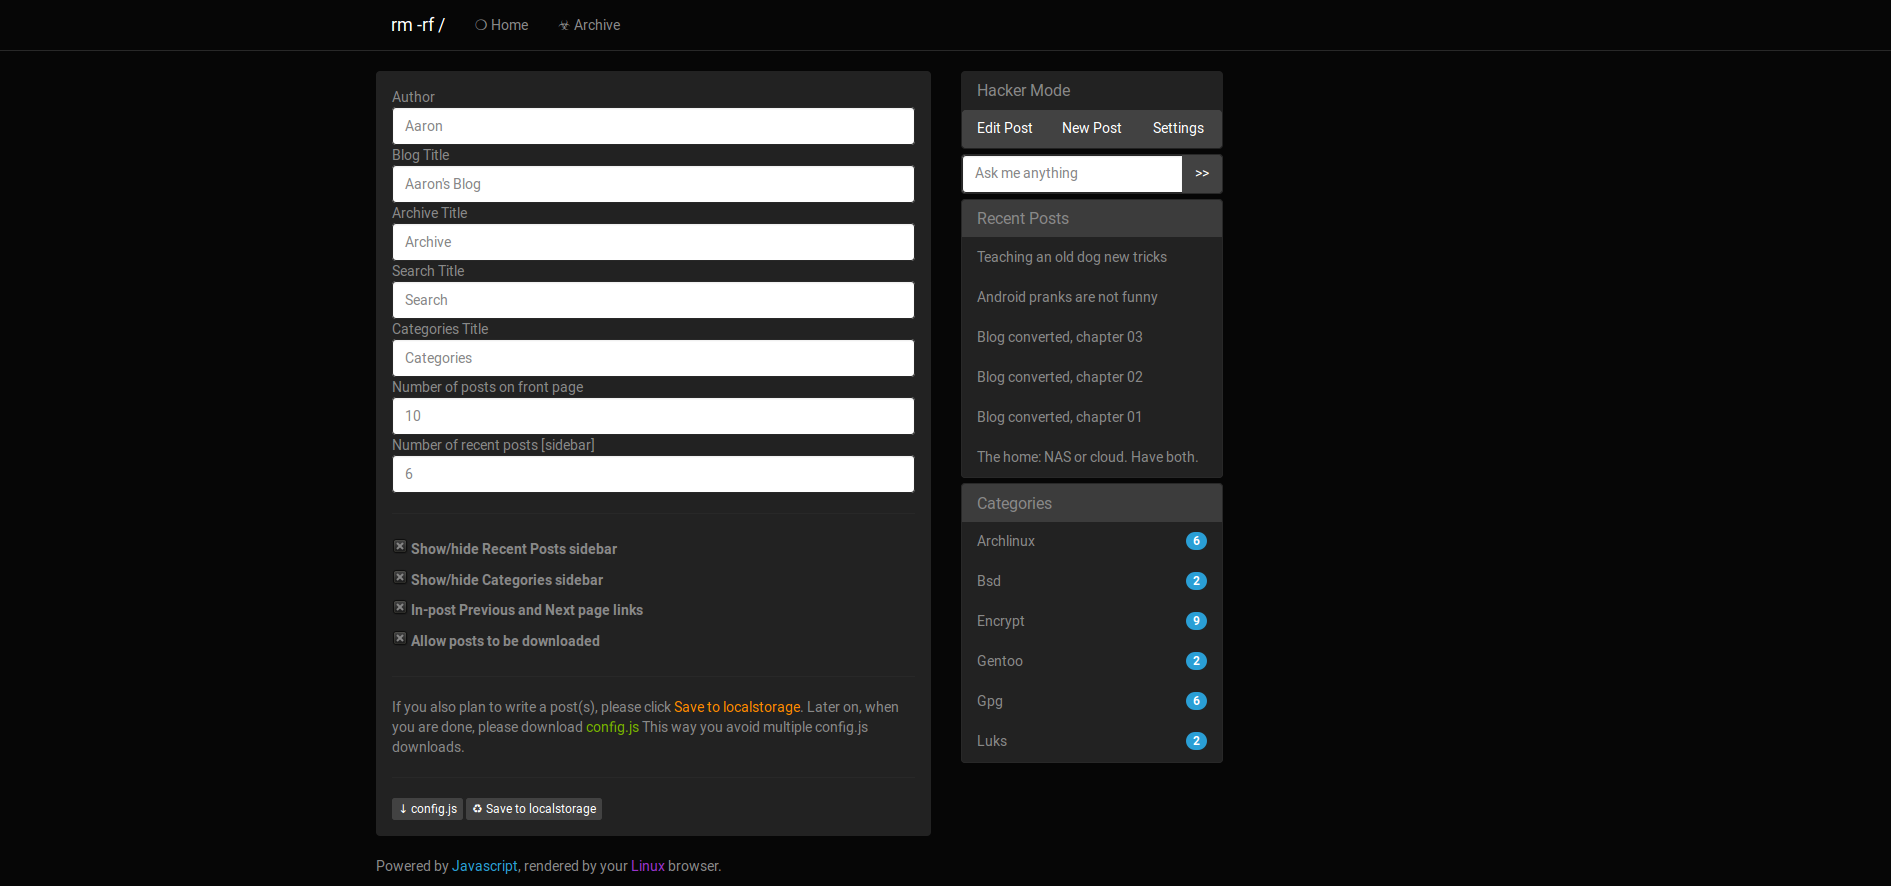 rm -rf / ❍ Home ☣ Archive
Author
Aaron
Blog Title
Aaron's Blog
Archive Title
Archive
Search Title
Search
Categories Title
Categories
Number of posts on front page
10
Number of recent posts [sidebar]
6
Show/hide Recent Posts sidebar
Show/hide Categories sidebar
In-post Previous and Next page links
Allow posts to be downloaded
If you also plan to write a post(s), please click Save to localstorage. Later on, when
you are done, please download config.js This way you avoid multiple config.js
downloads.
↓ config.js ♻ Save to localstorage
Hacker Mode
Edit Post New Post Settings
Ask me anything >>
Recent Posts
Teaching an old dog new tricks
Android pranks are not funny
Blog converted, chapter 03
Blog converted, chapter 02
Blog converted, chapter 01
The home: NAS or cloud. Have both.
Categories
Archlinux 6
Bsd 2
Encrypt 9
Gentoo 2
Gpg 6
Luks 2
Powered by Javascript, rendered by your Linux browser.